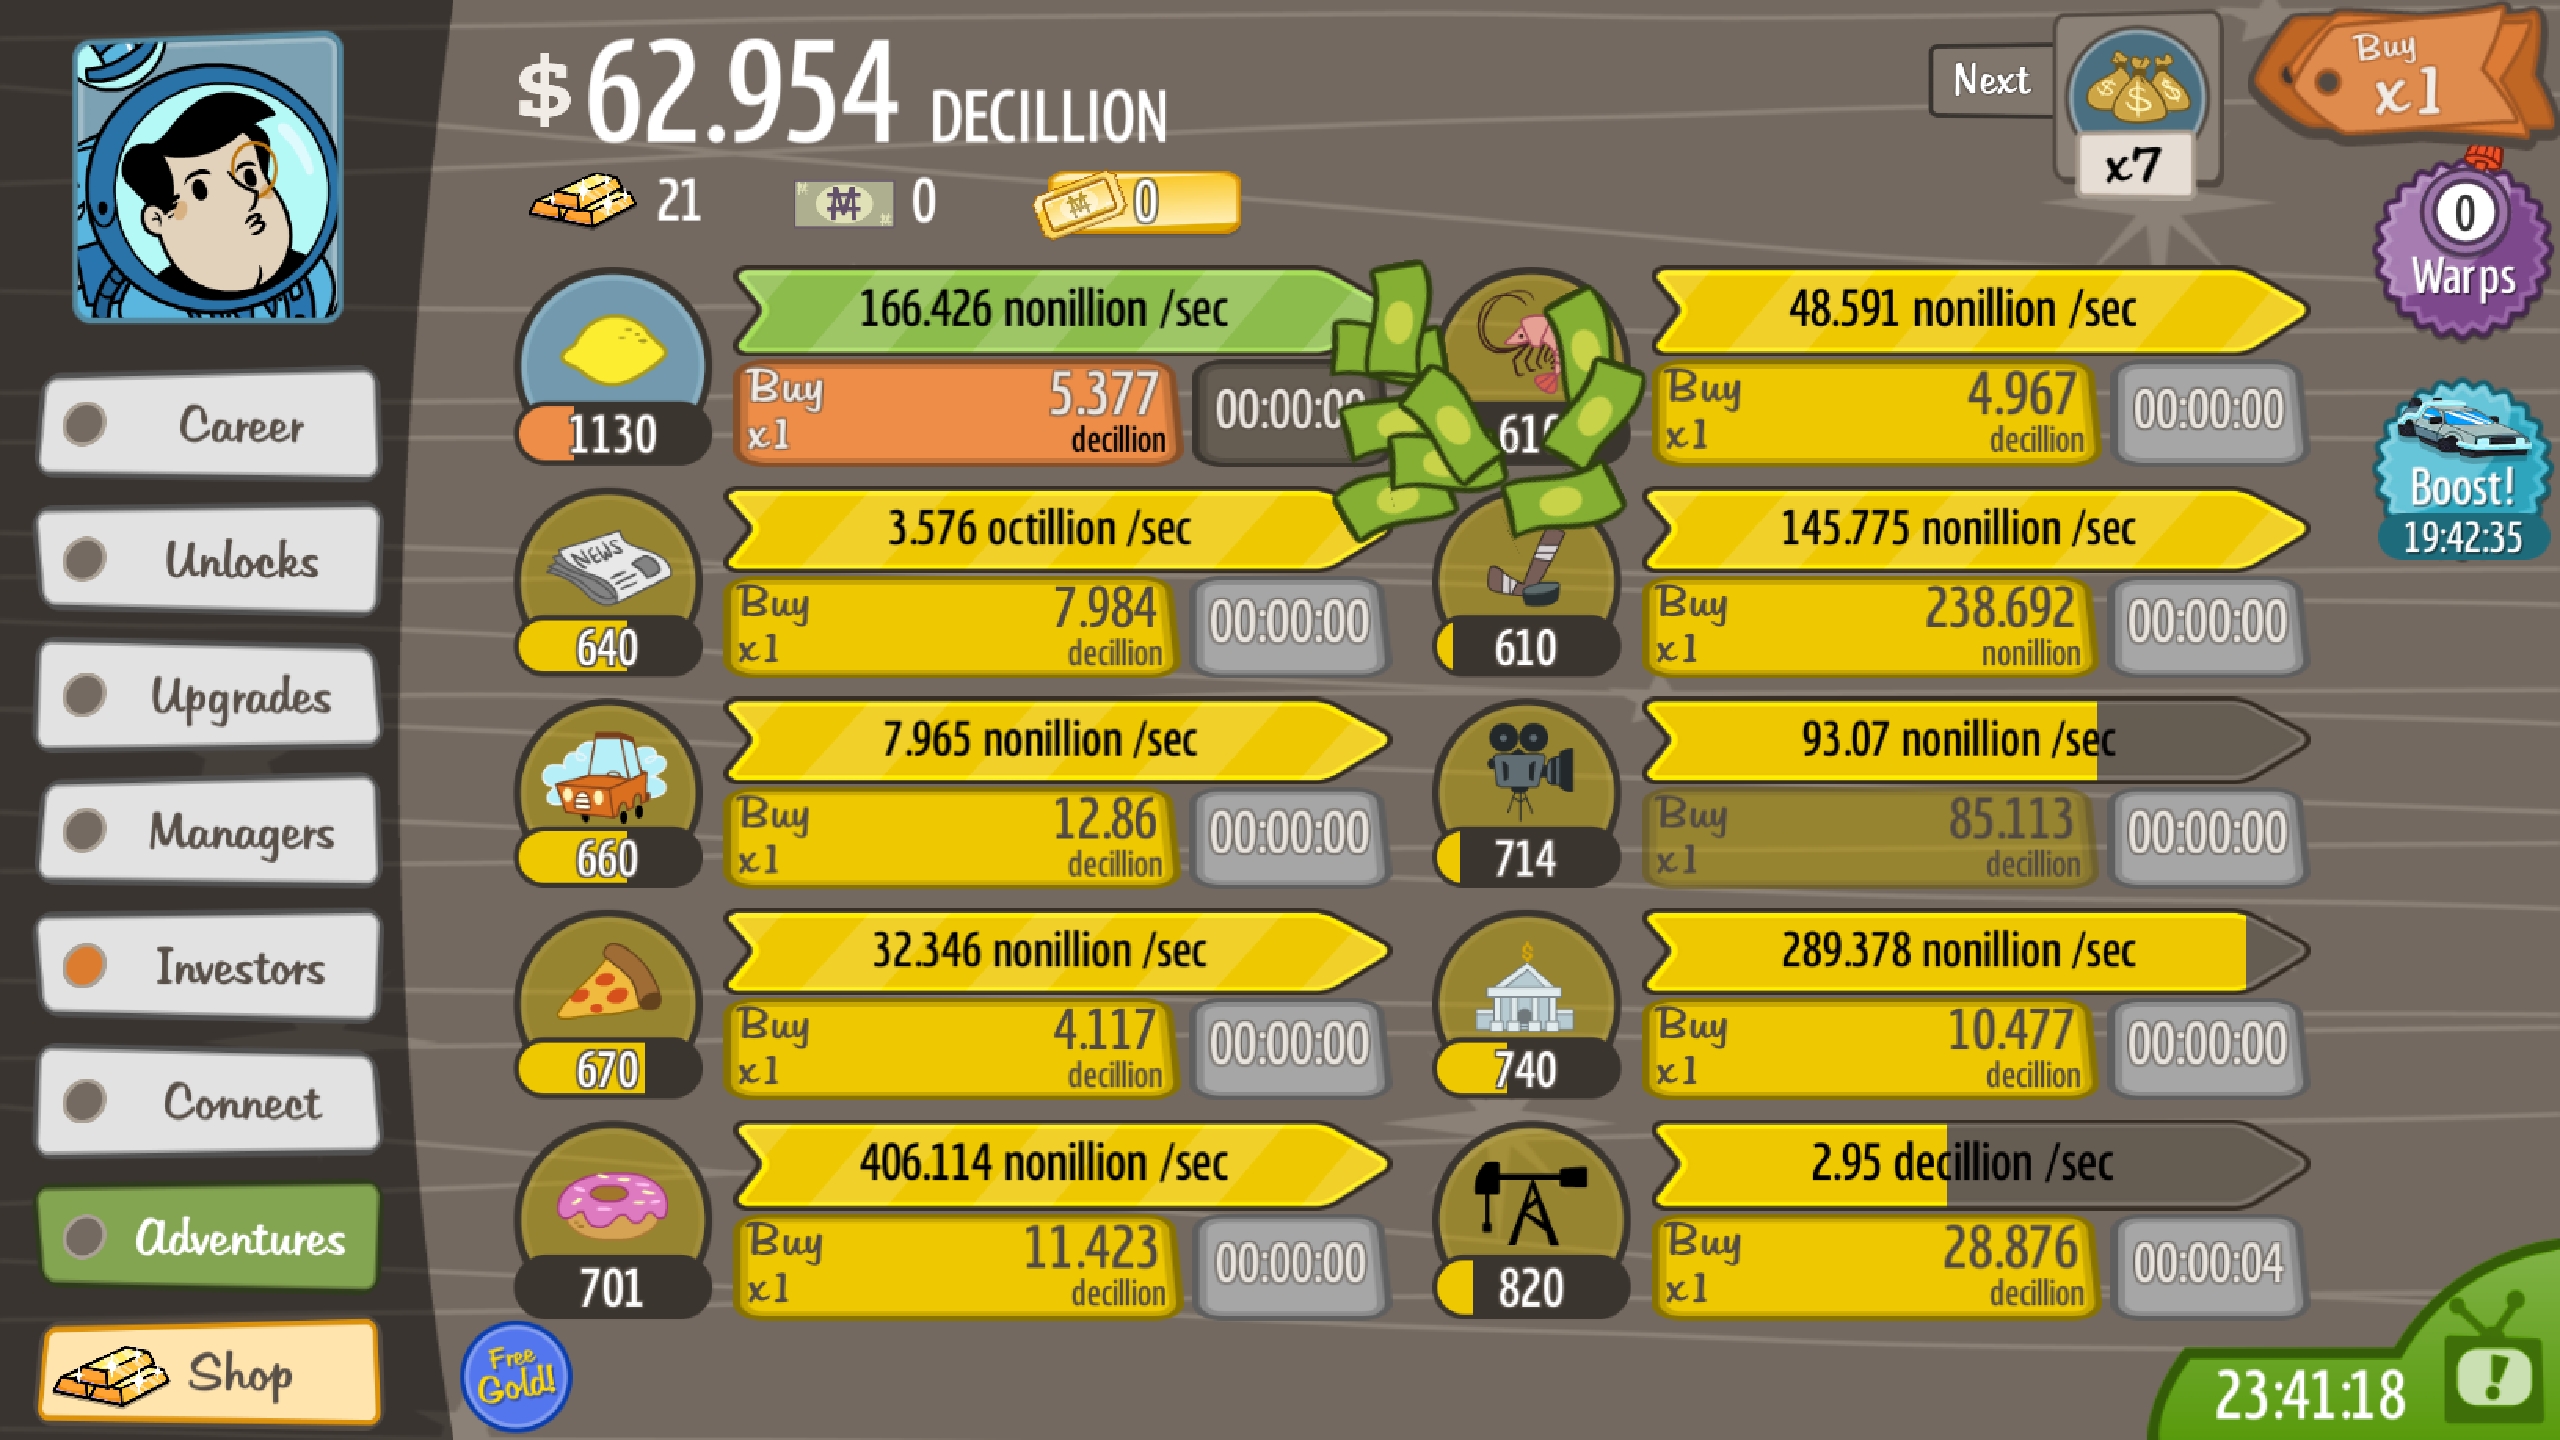 $62.954 DECILLION
21
0
0
Next
x7
Buy
x1
0
Warps
Boost!
19:42:35
Career
Unlocks
Upgrades
Managers
Investors
Connect
Adventures
Shop
166.426 nonillion /sec
Buy
x1
5.377
decillion
1130
NEWS
3.576 octillion /sec
Buy
x1
7.984
decillion
00:00:00
640
7.965 nonillion /sec
Buy
x1
12.86
decillion
00:00:00
660
32.346 nonillion /sec
Buy
x1
4.117
decillion
00:00:00
670
406.114 nonillion /sec
Buy
x1
11.423
decillion
00:00:00
701
48.591 nonillion /sec
Buy
x1
4.967
decillion
00:00:00
145.775 nonillion /sec
Buy
x1
238.692
nonillion
00:00:00
610
93.07 nonillion /sec
Buy
x1
85.113
decillion
00:00:00
714
289.378 nonillion /sec
Buy
x1
10.477
decillion
00:00:00
740
2.95 decillion /sec
Buy
x1
28.876
decillion
00:00:04
820
Free
Gold!
23:41:18